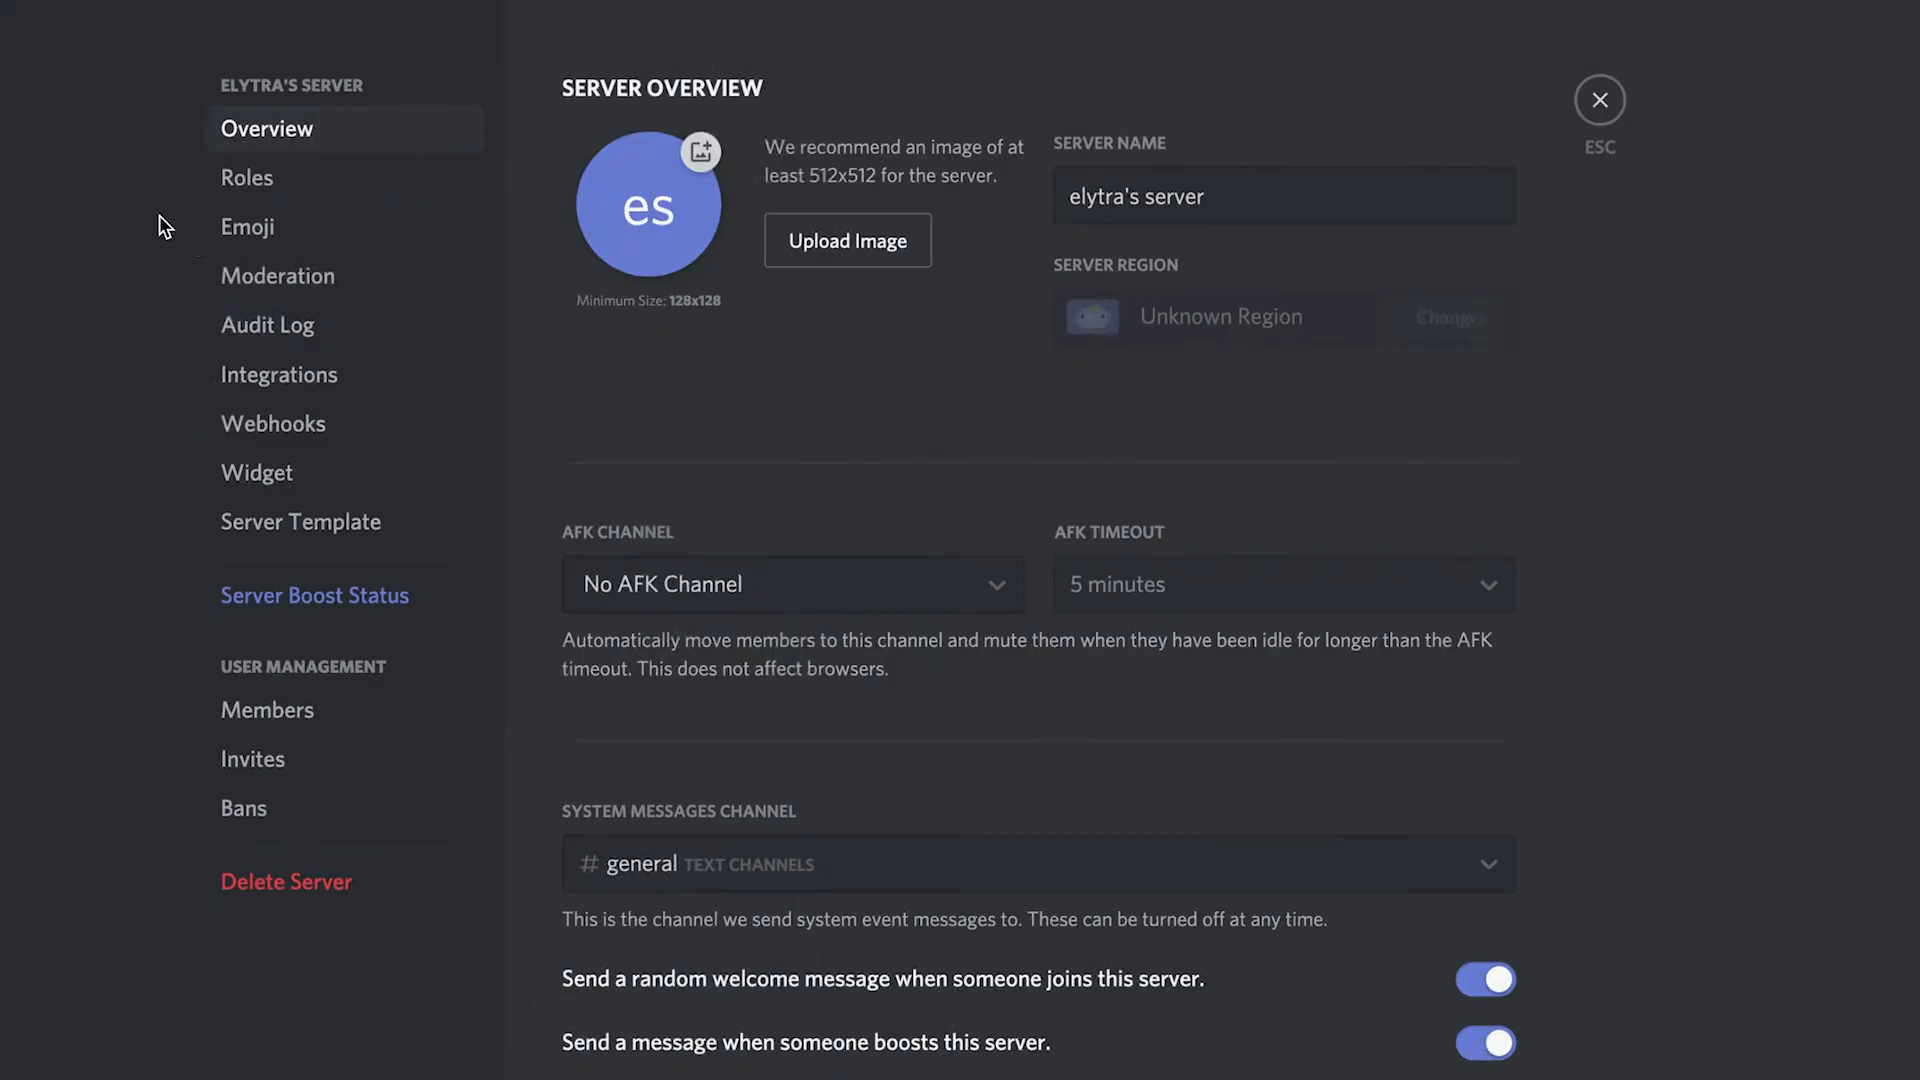 ELYTRA'S SERVER
Overview
Roles
Emoji
Moderation
Audit Log
Integrations
Webhooks
Widget
Server Template
Server Boost Status
USER MANAGEMENT
Members
Invites
Bans
Delete Server
SERVER OVERVIEW
es
Minimum Size: 128x128
We recommend an image of at
least 512x512 for the server.
Upload Image
SERVER NAME
elytra's server
SERVER REGION
Unknown Region
Change
ESC
AFK CHANNEL
No AFK Channel
AFK TIMEOUT
5 minutes
Automatically move members to this channel and mute them when they have been idle for longer than the AFK
timeout. This does not affect browsers.
SYSTEM MESSAGES CHANNEL
# general TEXT CHANNELS
This is the channel we send system event messages to. These can be turned off at any time.
Send a random welcome message when someone joins this server.
Send a message when someone boosts this server.